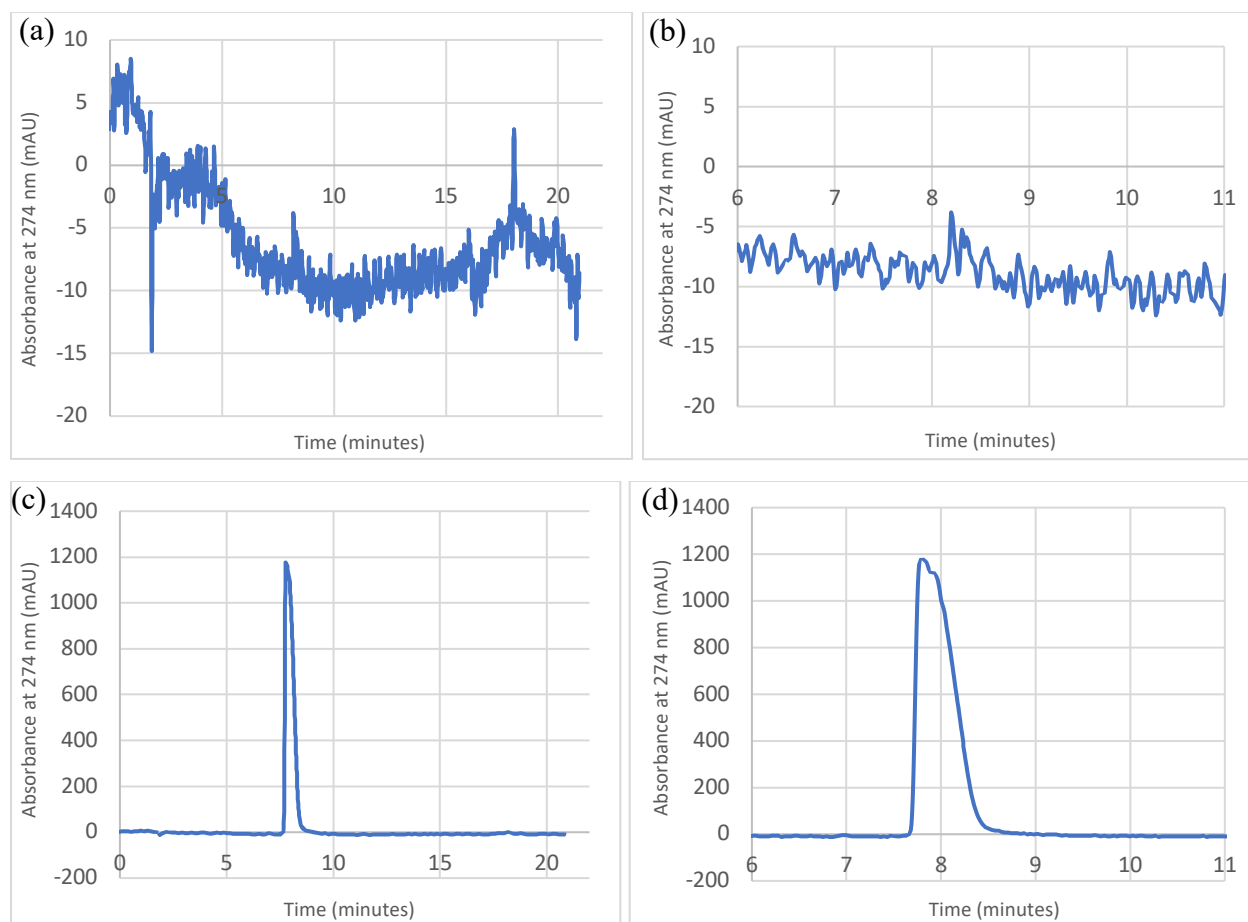 (a)
10
5
0
-5
-10
-15
-20
0 5 10 15 20
Absorbance at 274 nm (mAU)
Time (minutes)
(b)
10
5
0
-5
-10
-15
-20
6 7 8 9 10 11
Absorbance at 274 nm (mAU)
Time (minutes)
(c)
1400
1200
1000
800
600
400
200
0
-200
0 5 10 15 20
Absorbance at 274 nm (mAU)
Time (minutes)
(d)
1400
1200
1000
800
600
400
200
0
-200
6 7 8 9 10 11
Absorbance at 274 nm (mAU)
Time (minutes)